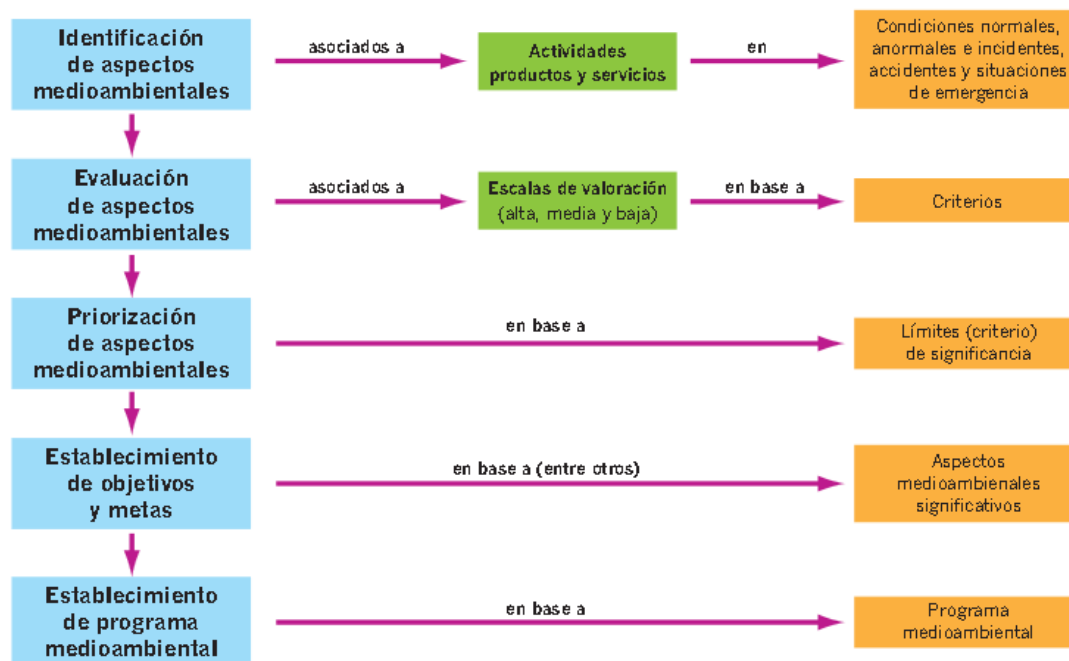 Identificación
de aspectos
medioambientales
asociados a
Actividades
productos y servicios
en
Condiciones normales,
anormales e incidentes,
accidentes y situaciones
de emergencia
Evaluación
de aspectos
medioambientales
asociados a
Escalas de valoración
(alta, media y baja)
en base a
Criterios
Priorización
de aspectos
medioambientales
en base a
Límites (criterio)
de significancia
Establecimiento
de objetivos
y metas
en base a (entre otros)
Aspectos
medioambienales
significativos
Establecimiento
de programa
medioambiental
en base a
Programa
medioambiental